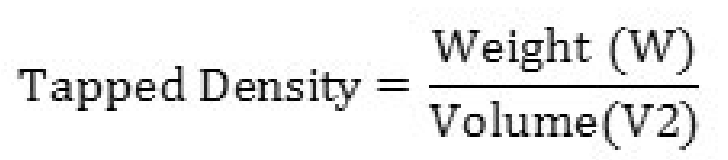 Tapped Density = Weight (W)
Volume(V2)